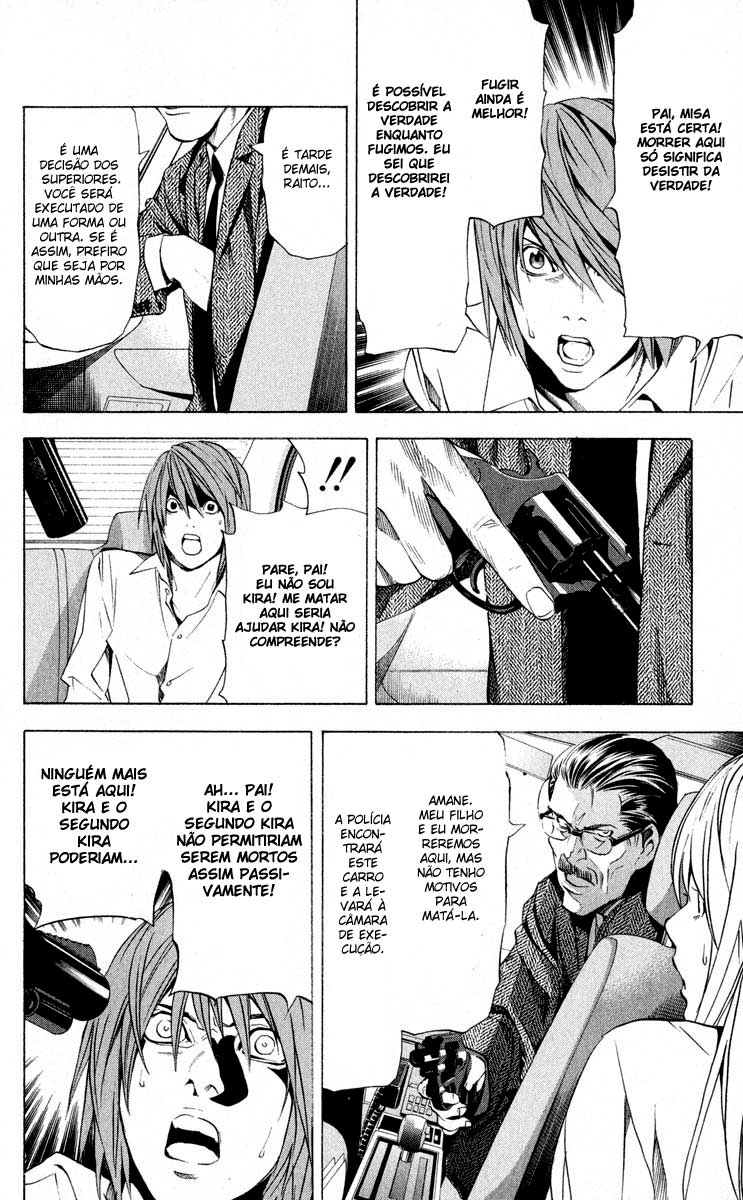 PAI, MISA
ESTÁ CERTA!
MORRER AQUI
SÓ SIGNIFICA
DESISTIR DA
VERDADE!
FUGIR
AINDA É
MELHOR!
É POSSÍVEL
DESCOBRIR A
VERDADE
ENQUANTO
FUGIMOS. EU
SEI QUE
DESCOBRIREI
A VERDADE!
É TARDE
DEMAIS,
RAITO...
É UMA
DECISÃO DOS
SUPERIORES.
VOCÊ SERÁ
EXECUTADO DE
UMA FORMA OU
OUTRA. SE É
ASSIM, PREFIRO
QUE SEJA POR
MINHAS MÃOS.
!!
PARE, PAI!
EU NÃO SOU
KIRA! ME MATAR
AQUI SERIA
AJUDAR KIRA! NÃO
COMPREENDE?
AMANE.
MEU FILHO
E EU MOR-
REREMOS
AQUI, MAS
NÃO TENHO
MOTIVOS
PARA
MATÁ-LA.
A POLÍCIA
ENCON-
TRARÁ
ESTE
CARRO
E A LE-
VARÁ À
CÂMARA
DE EXE-
CUÇÃO.
AH... PAI!
KIRA E O
SEGUNDO KIRA
NÃO PERMITIRIAM
SEREM MORTOS
ASSIM PASSI-
VAMENTE!
NINGUÉM MAIS
ESTÁ AQUI!
KIRA E O
SEGUNDO
KIRA
PODERIAM...